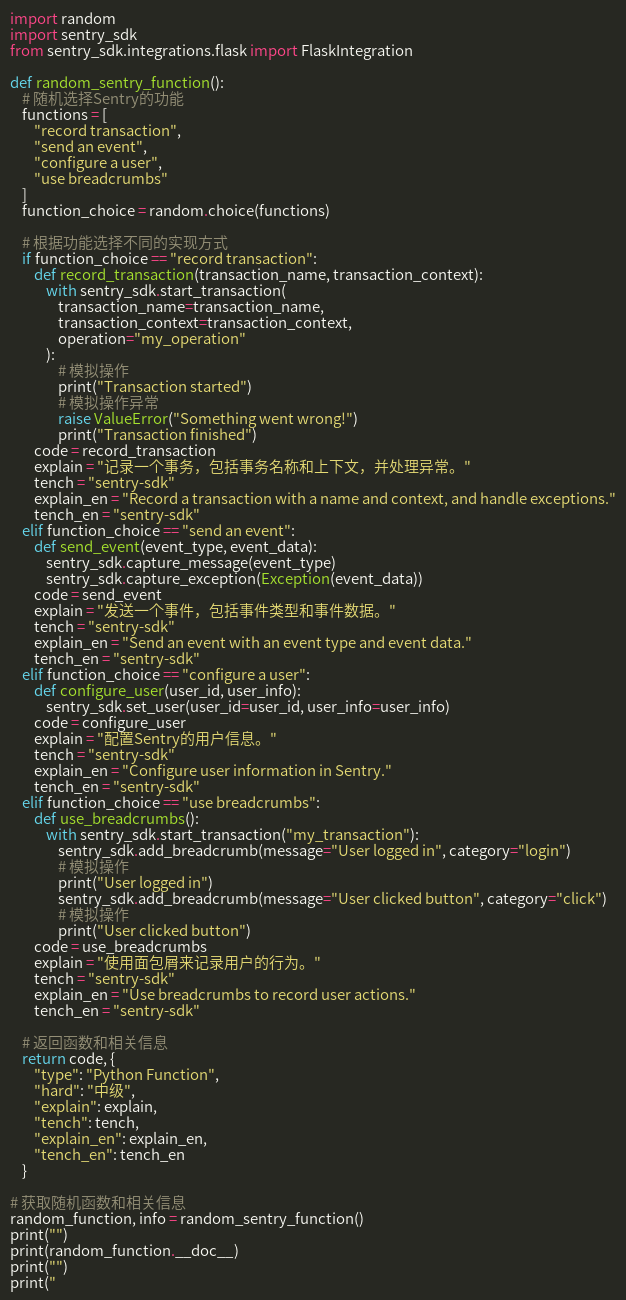 import random
import sentry_sdk
from sentry_sdk.integrations.flask import FlaskIntegration

def random_sentry_function():
    # 随机选择Sentry的功能
    functions = [
        "record transaction",
        "send an event",
        "configure a user",
        "use breadcrumbs"
    ]
    function_choice = random.choice(functions)

    # 根据功能选择不同的实现方式
    if function_choice == "record transaction":
        def record_transaction(transaction_name, transaction_context):
            with sentry_sdk.start_transaction(
                transaction_name=transaction_name,
                transaction_context=transaction_context,
                operation="my_operation"
            ):
                # 模拟操作
                print("Transaction started")
                # 模拟操作异常
                raise ValueError("Something went wrong!")
                print("Transaction finished")
        code = record_transaction
        explain = "记录一个事务，包括事务名称和上下文，并处理异常。"
        tench = "sentry-sdk"
        explain_en = "Record a transaction with a name and context, and handle exceptions."
        tench_en = "sentry-sdk"
    elif function_choice == "send an event":
        def send_event(event_type, event_data):
            sentry_sdk.capture_message(event_type)
            sentry_sdk.capture_exception(Exception(event_data))
        code = send_event
        explain = "发送一个事件，包括事件类型和事件数据。"
        tench = "sentry-sdk"
        explain_en = "Send an event with an event type and event data."
        tench_en = "sentry-sdk"
    elif function_choice == "configure a user":
        def configure_user(user_id, user_info):
            sentry_sdk.set_user(user_id=user_id, user_info=user_info)
        code = configure_user
        explain = "配置Sentry的用户信息。"
        tench = "sentry-sdk"
        explain_en = "Configure user information in Sentry."
        tench_en = "sentry-sdk"
    elif function_choice == "use breadcrumbs":
        def use_breadcrumbs():
            with sentry_sdk.start_transaction("my_transaction"):
                sentry_sdk.add_breadcrumb(message="User logged in", category="login")
                # 模拟操作
                print("User logged in")
                sentry_sdk.add_breadcrumb(message="User clicked button", category="click")
                # 模拟操作
                print("User clicked button")
        code = use_breadcrumbs
        explain = "使用面包屑来记录用户的行为。"
        tench = "sentry-sdk"
        explain_en = "Use breadcrumbs to record user actions."
        tench_en = "sentry-sdk"

    # 返回函数和相关信息
    return code, {
        "type": "Python Function",
        "hard": "中级",
        "explain": explain,
        "tench": tench,
        "explain_en": explain_en,
        "tench_en": tench_en
    }

# 获取随机函数和相关信息
random_function, info = random_sentry_function()
print("")
print(random_function.__doc__)
print("")
print("